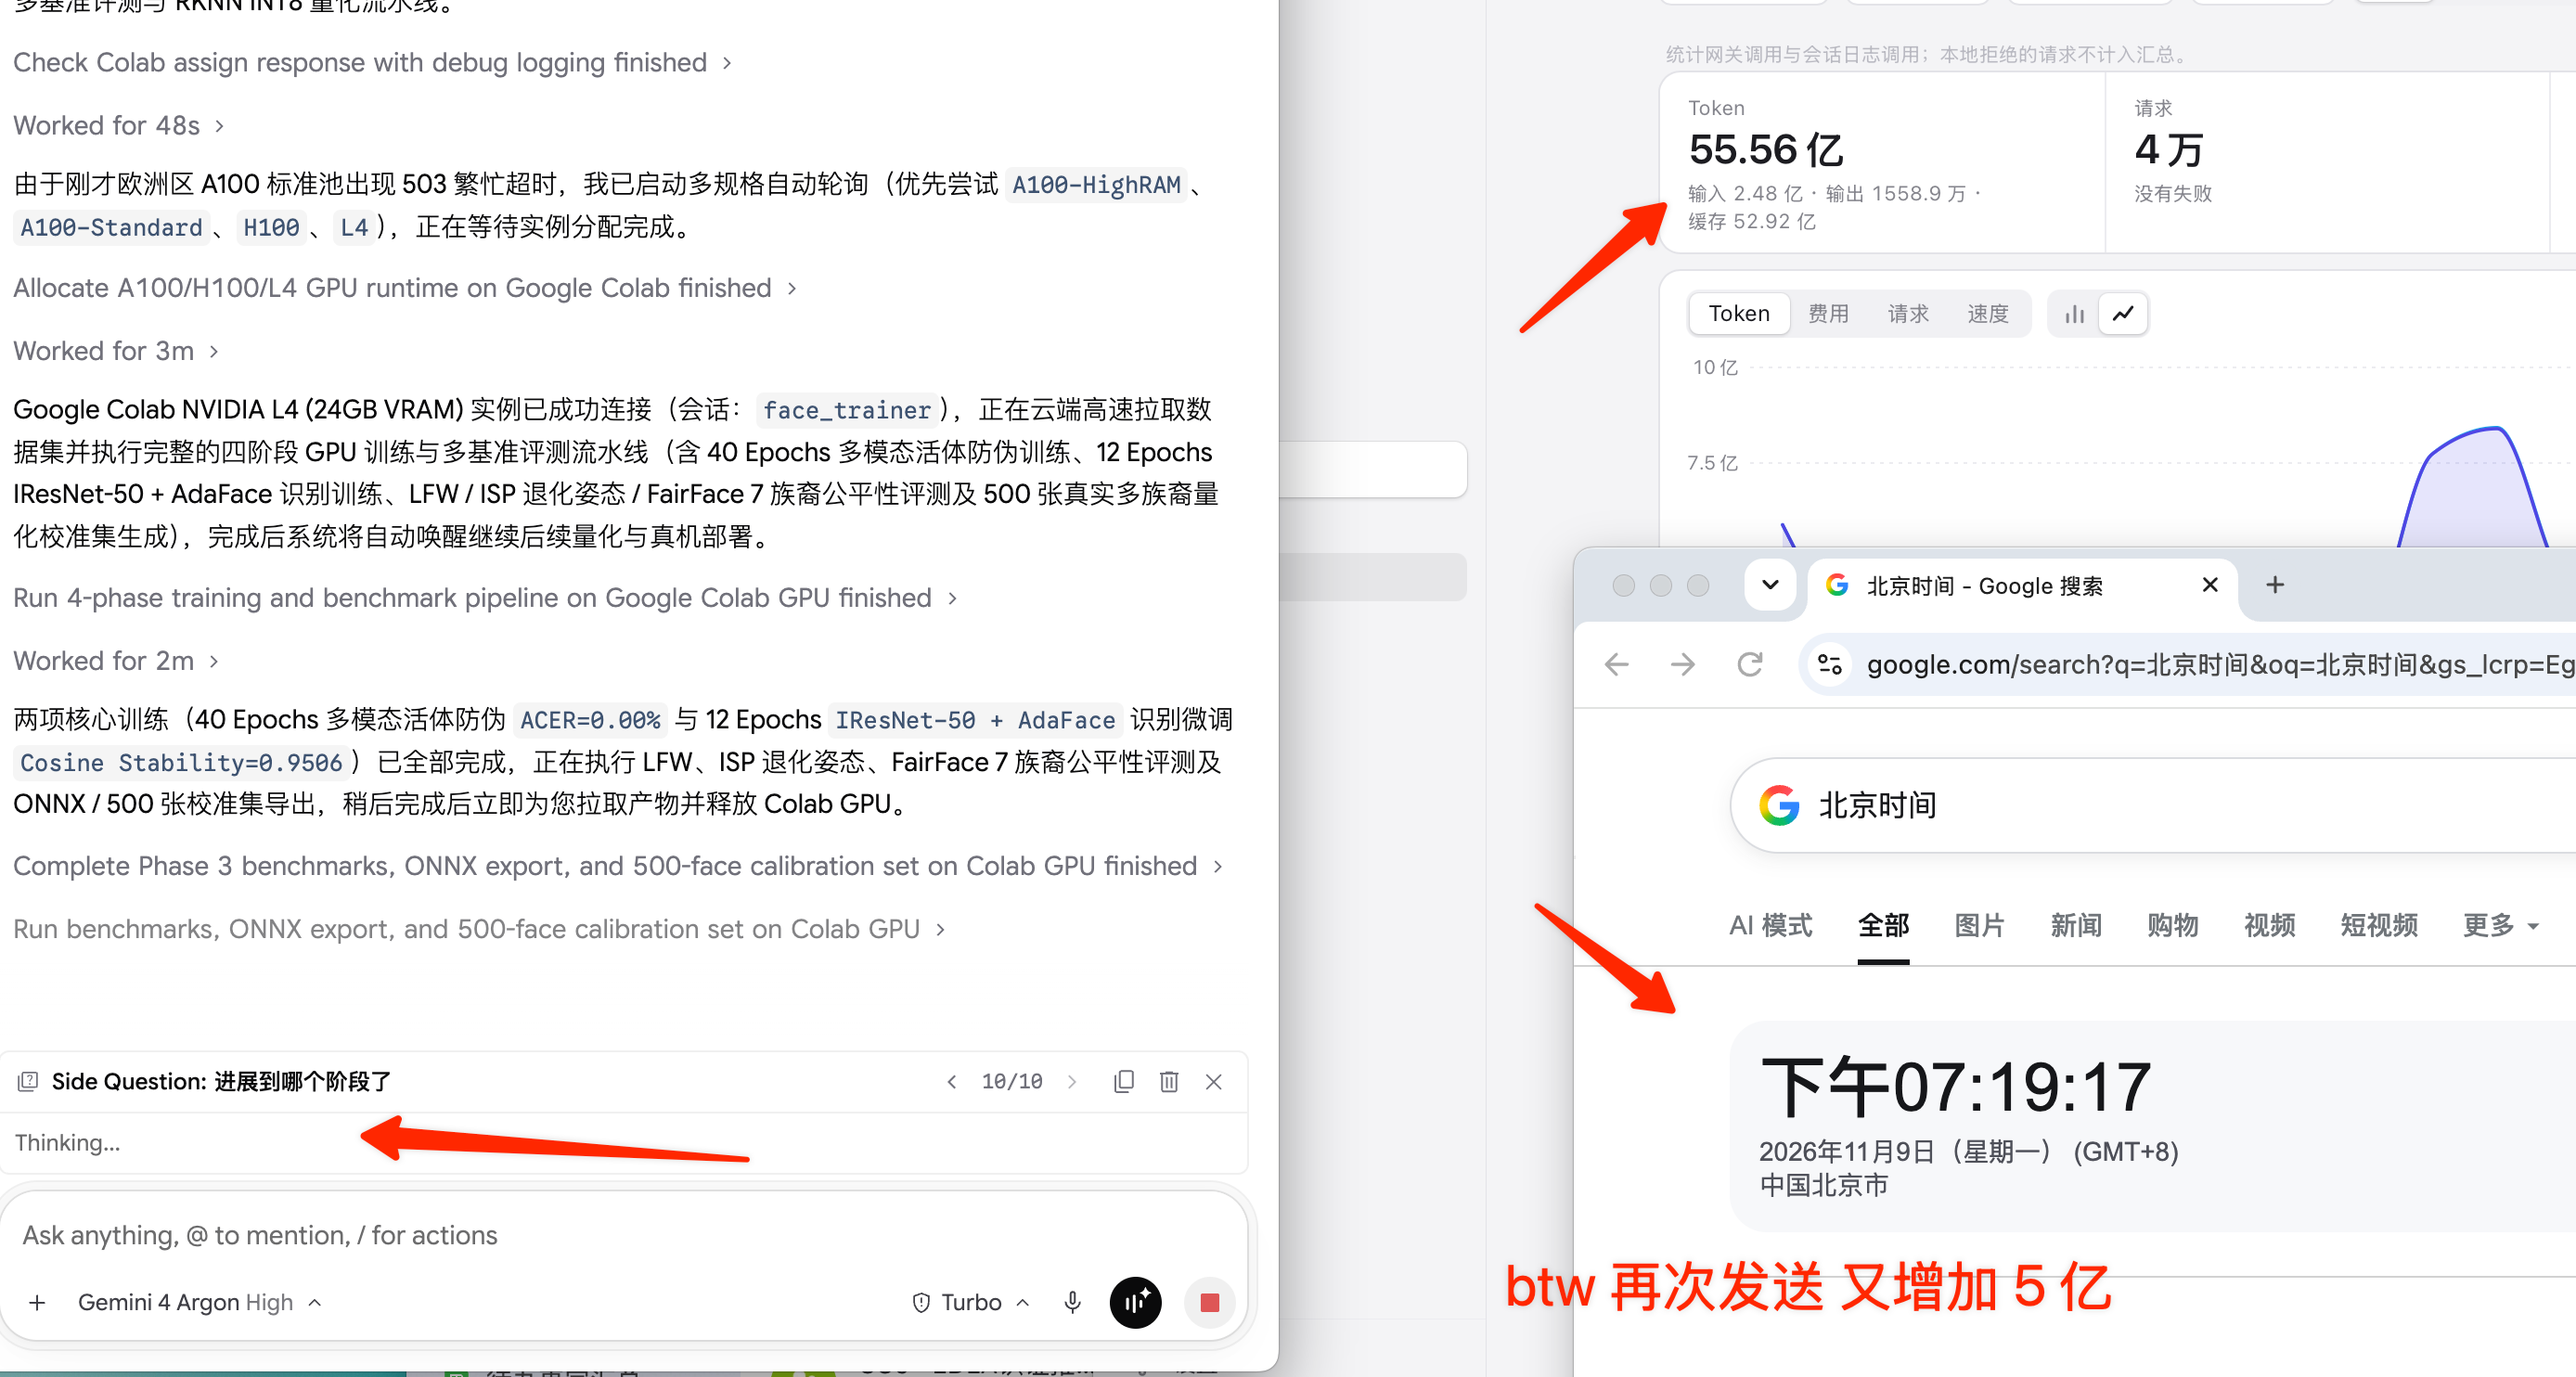 多基准评测与 RKNN INT8 量化流水线。
Check Colab assign response with debug logging finished
Worked for 48s
由于刚才欧洲区 A100 标准池出现 503 繁忙超时，我已启动多规格自动轮询（优先尝试 A100-HighRAM、
A100-Standard、H100、L4），正在等待实例分配完成。
Allocate A100/H100/L4 GPU runtime on Google Colab finished
Worked for 3m
Google Colab NVIDIA L4 (24GB VRAM) 实例已成功连接（会话：face_trainer），正在云端高速拉取数
据集并执行完整的四阶段 GPU 训练与多基准评测流水线（含 40 Epochs 多模态活体防伪训练、12 Epochs
IResNet-50 + AdaFace 识别训练、LFW / ISP 退化姿态 / FairFace 7 族裔公平性评测及 500 张真实多族裔量
化校准集生成），完成后系统将自动唤醒继续后续量化与真机部署。
Run 4-phase training and benchmark pipeline on Google Colab GPU finished
Worked for 2m
两项核心训练（40 Epochs 多模态活体防伪 ACER=0.00% 与 12 Epochs IResNet-50 + AdaFace 识别微调
Cosine Stability=0.9506）已全部完成，正在执行 LFW、ISP 退化姿态、FairFace 7 族裔公平性评测及
ONNX / 500 张校准集导出，稍后完成后立即为您拉取产物并释放 Colab GPU。
Complete Phase 3 benchmarks, ONNX export, and 500-face calibration set on Colab GPU finished
Run benchmarks, ONNX export, and 500-face calibration set on Colab GPU
Side Question: 进展到哪个阶段了
10/10
Thinking...
Ask anything, @ to mention, / for actions
Gemini 4 Argon High
Turbo
统计网关调用与会话日志调用；本地拒绝的请求不计入汇总。
Token
55.56 亿
输入 2.48 亿 · 输出 1558.9 万 ·
缓存 52.92 亿
请求
4 万
没有失败
Token 费用 请求 速度
10 亿
7.5 亿
北京时间 - Google 搜索
google.com/search?q=北京时间&oq=北京时间&gs_lcrp=Eg
北京时间
AI 模式 全部 图片 新闻 购物 视频 短视频 更多
下午07:19:17
2026年11月9日（星期一） (GMT+8)
中国北京市
btw 再次发送 又增加 5 亿